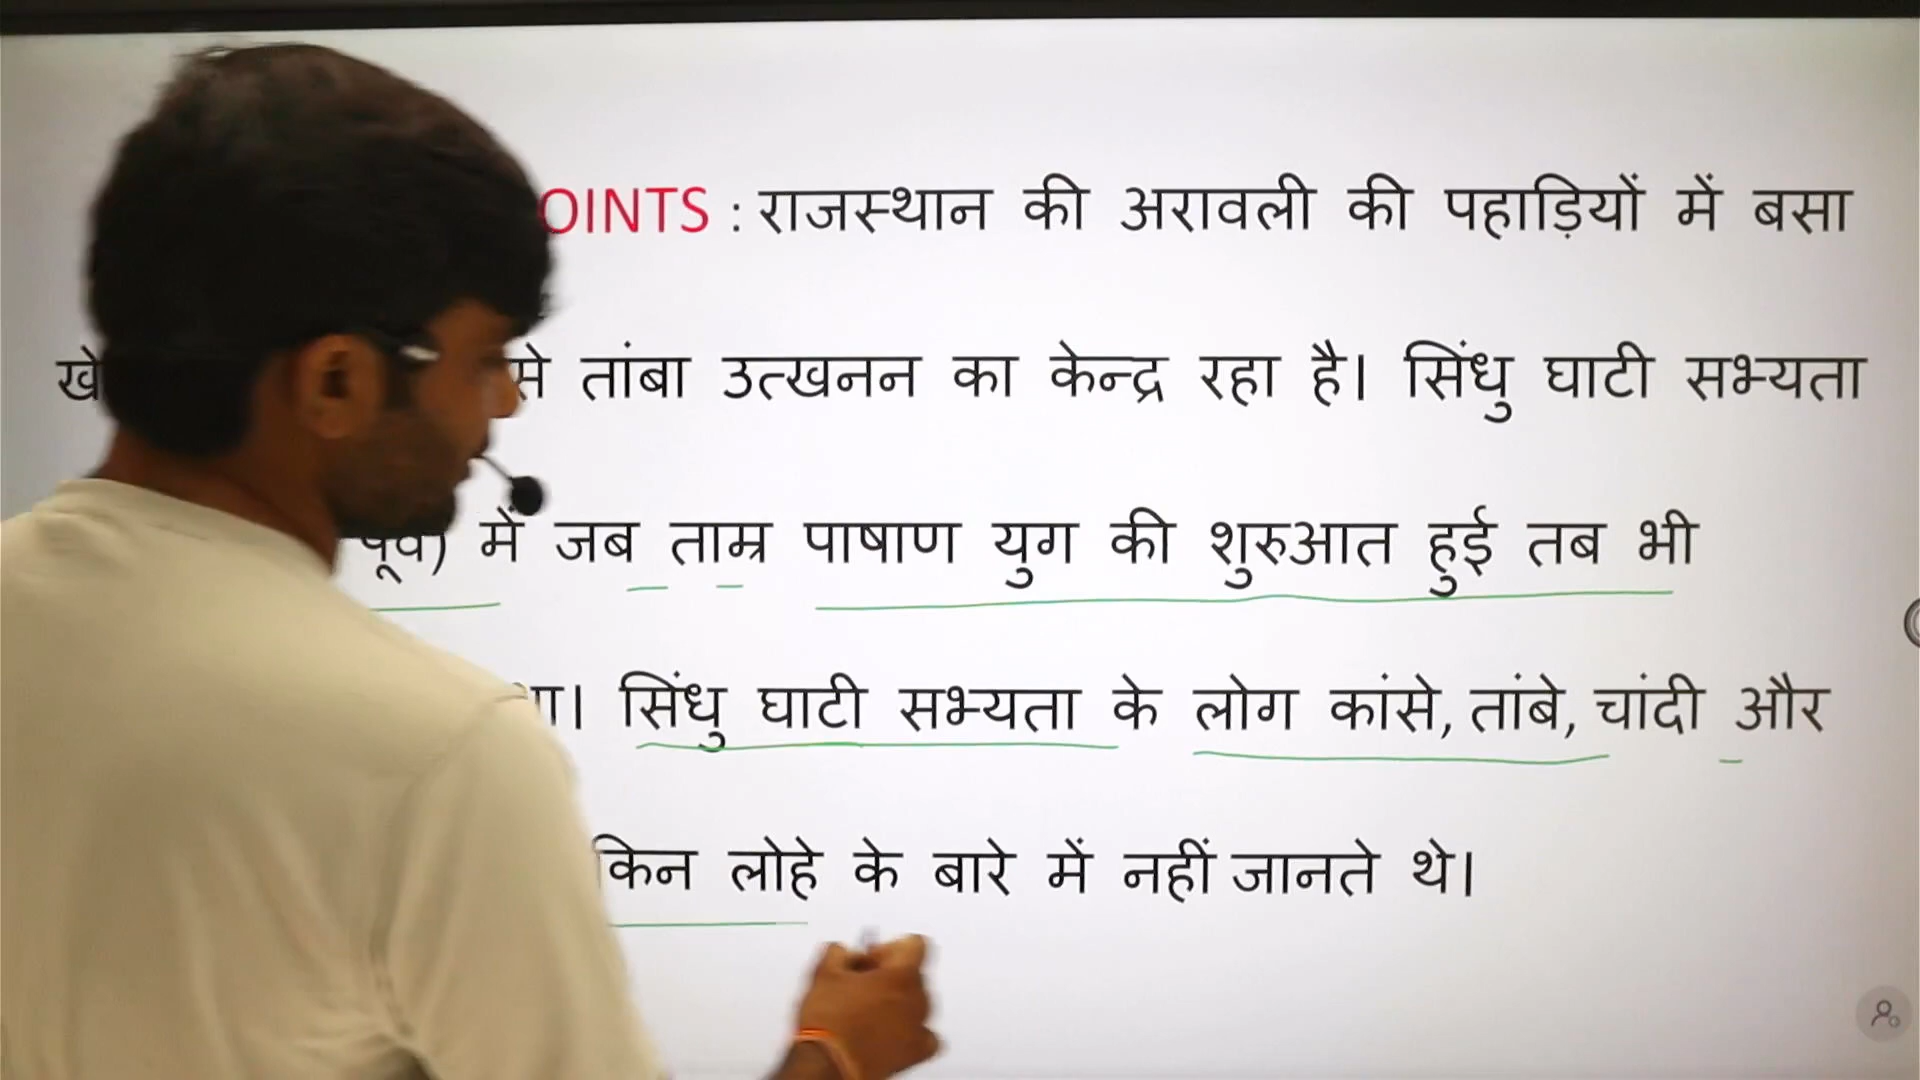 OINTS : राजस्थान की अरावली की पहाड़ियों में बसा
से तांबा उत्खनन का केन्द्र रहा है। सिंधु घाटी सभ्यता
पूर्व) में जब ताम्र पाषाण युग की शुरुआत हुई तब भी
सिंधु घाटी सभ्यता के लोग कांसे, तांबे, चांदी और
किन लोहे के बारे में नहीं जानते थे।